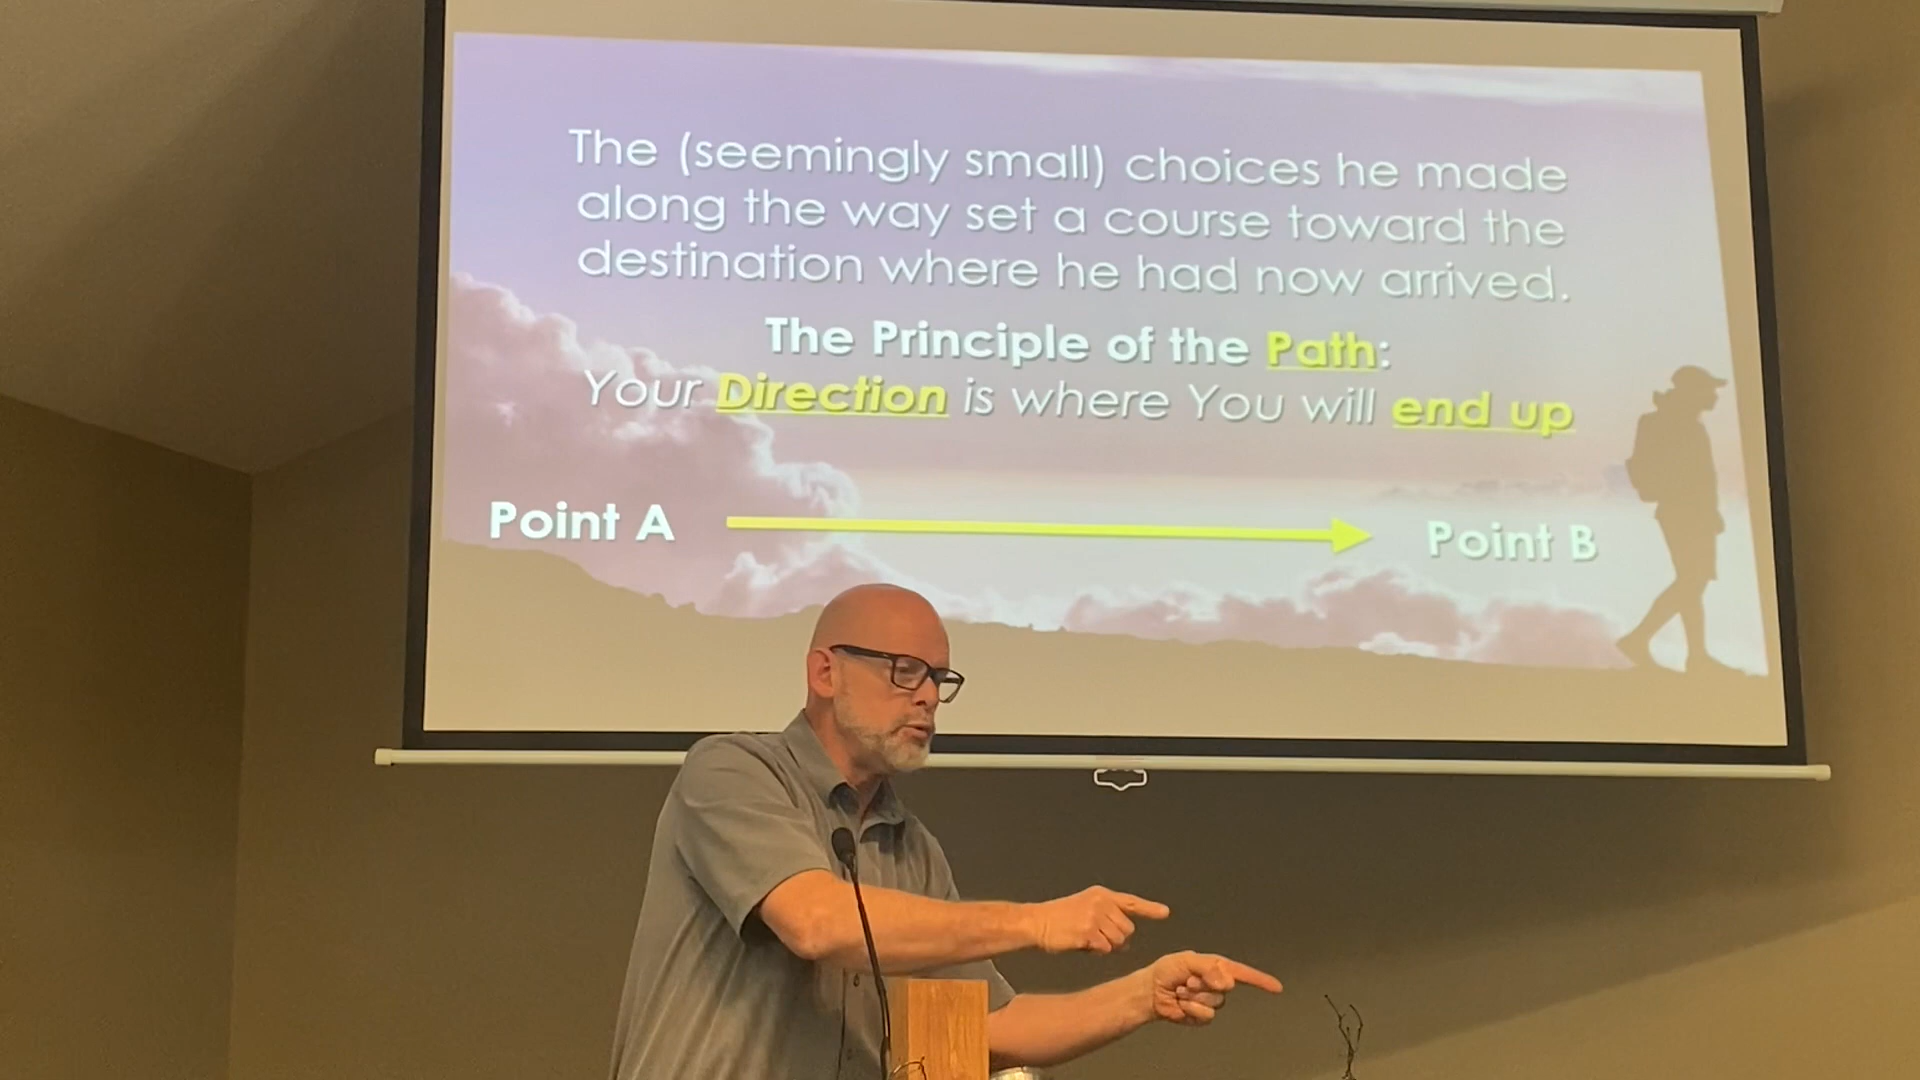 The (seemingly small) choices he made
along the way set a course toward the
destination where he had now arrived.
The Principle of the Path:
Your Direction is where You will end up
Point A
Point B